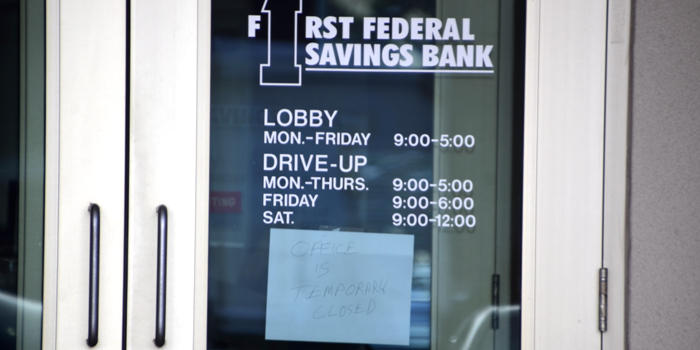 F1RST FEDERAL
SAVINGS BANK
LOBBY
MON.-FRIDAY 9:00-5:00
DRIVE-UP
MON.-THURS. 9:00-5:00
FRIDAY 9:00-6:00
SAT. 9:00-12:00
OFFICE
IS
TEMPORARY
CLOSED